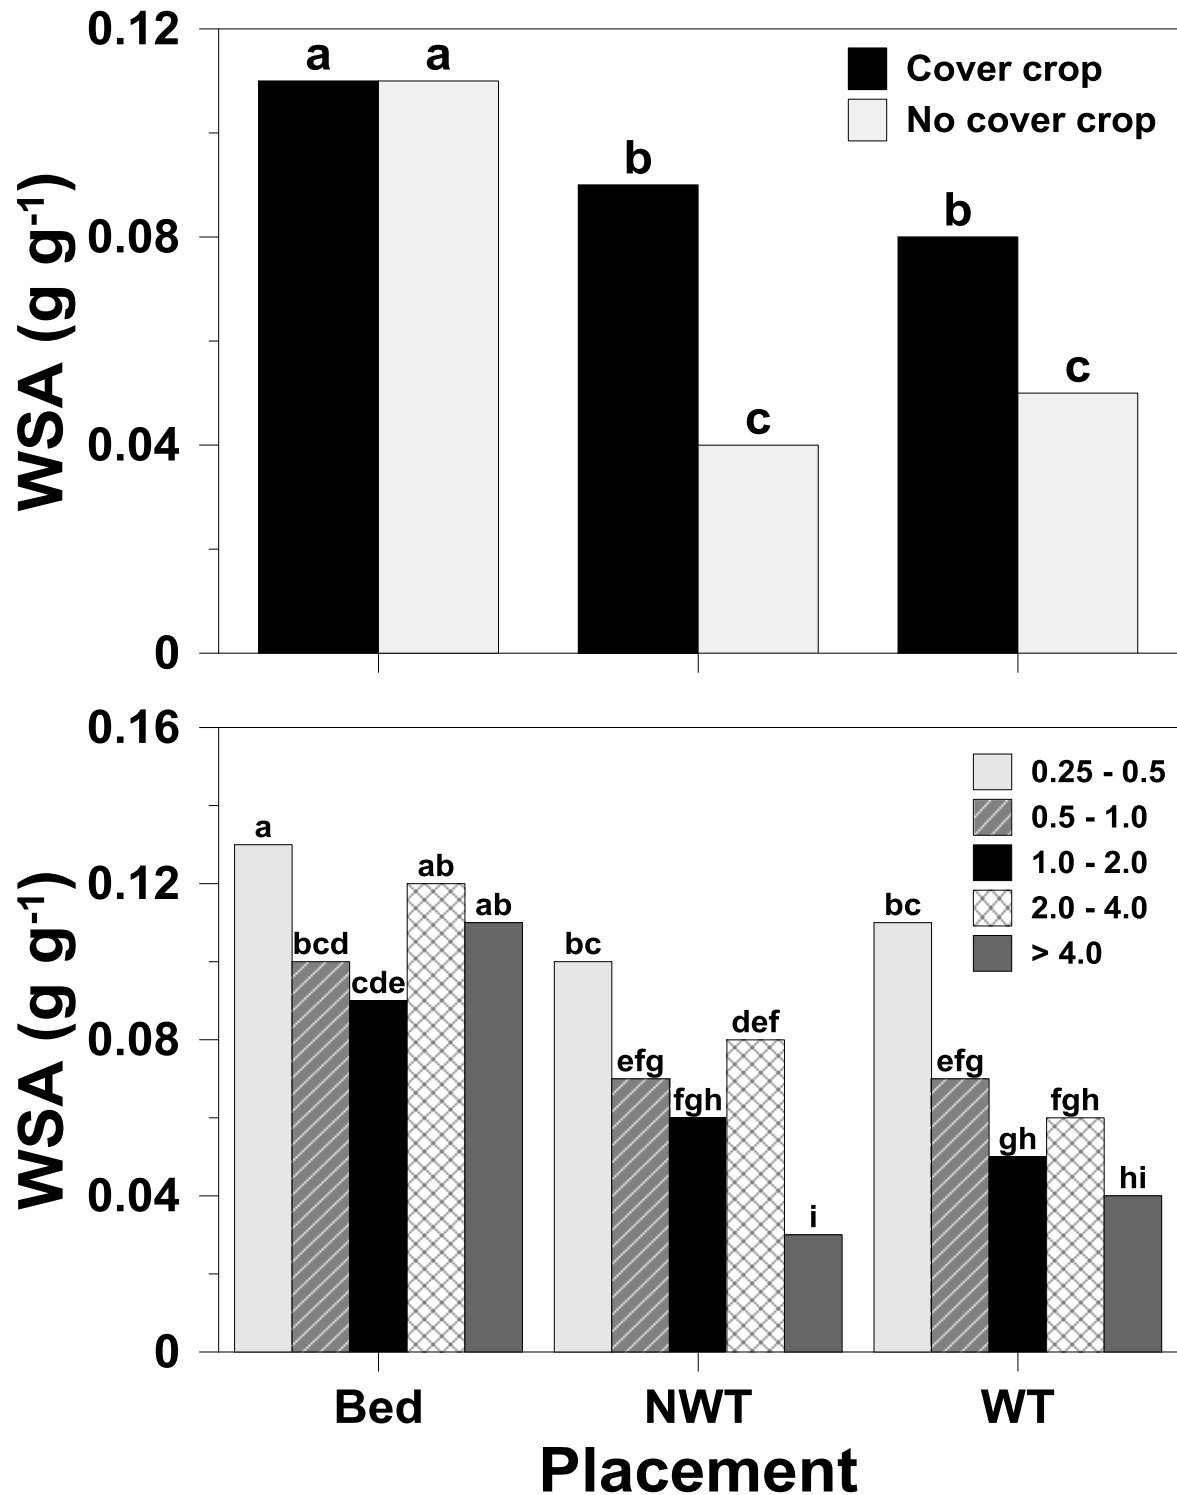 0.12
0.08
0.04
0
WSA (g g-1)
a
a
b
c
b
c
Cover crop
No cover crop
0.16
0.12
0.08
0.04
0
WSA (g g-1)
a
bcd
cde
ab
ab
bc
efg
fgh
def
i
bc
efg
gh
fgh
hi
0.25 - 0.5
0.5 - 1.0
1.0 - 2.0
2.0 - 4.0
> 4.0
Bed
NWT
WT
Placement